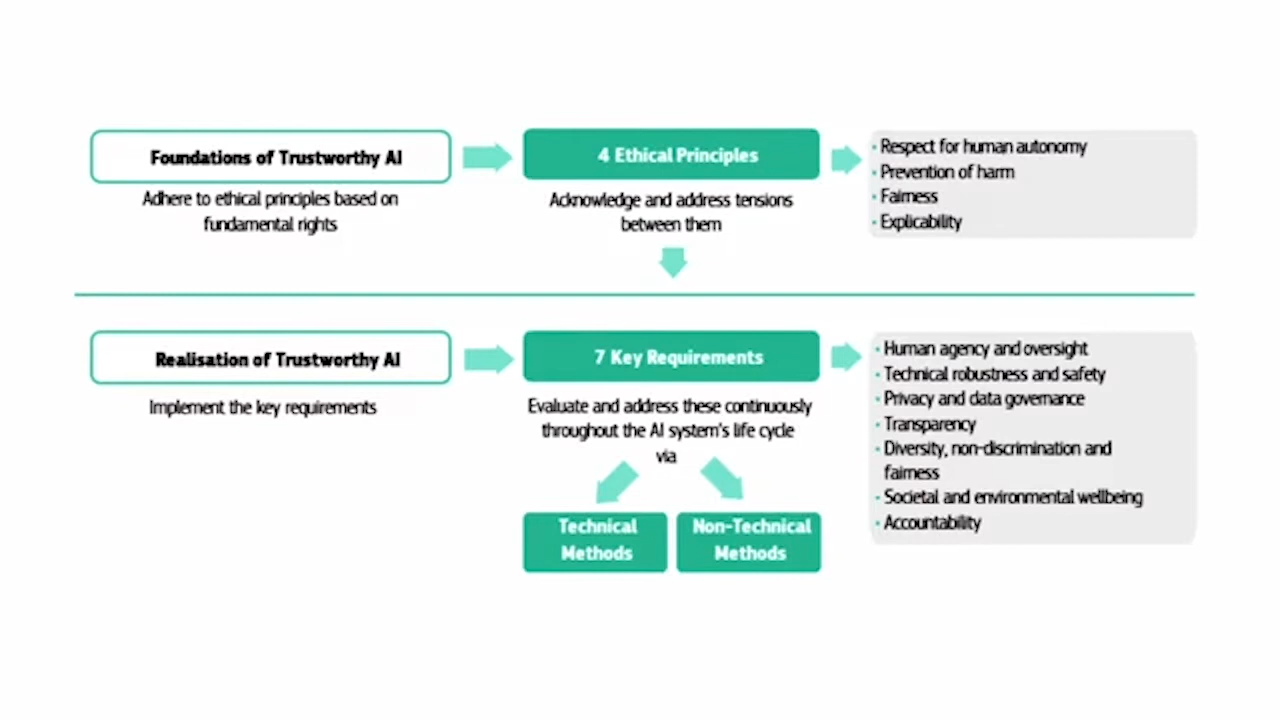 Foundations of Trustworthy AI
Adhere to ethical principles based on
fundamental rights
4 Ethical Principles
Acknowledge and address tensions
between them
· Respect for human autonomy
· Prevention of harm
· Fairness
· Explicability
Realisation of Trustworthy AI
Implement the key requirements
7 Key Requirements
Evaluate and address these continuously
throughout the AI system's life cycle
via
Technical
Methods
Non-Technical
Methods
· Human agency and oversight
· Technical robustness and safety
· Privacy and data governance
· Transparency
· Diversity, non-discrimination and
fairness
· Societal and environmental wellbeing
· Accountability